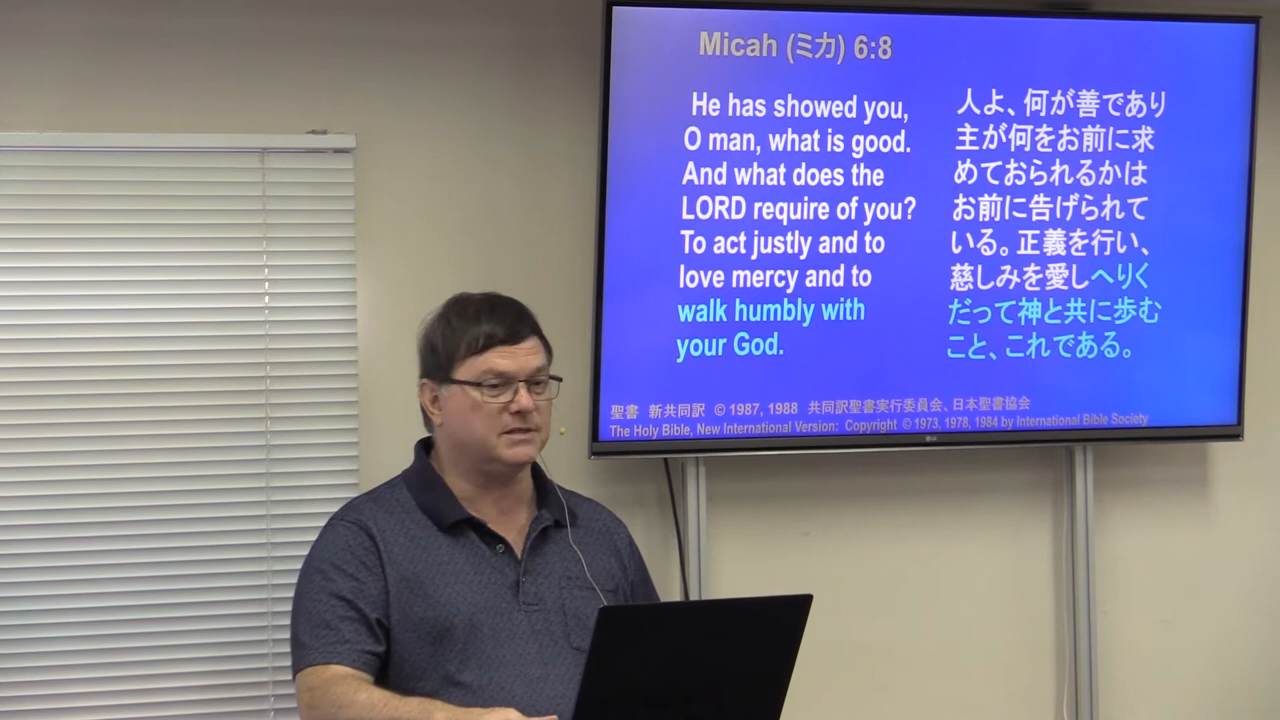 Micah (ミカ) 6:8
He has showed you,
O man, what is good.
And what does the
LORD require of you?
To act justly and to
love mercy and to
walk humbly with
your God.
人よ、何が善であり
主が何をお前に求
めておられるかは
お前に告げられて
いる。正義を行い、
慈しみを愛しへりく
だって神と共に歩む
こと、これである。
聖書 新共同訳 © 1987, 1988 共同訳聖書実行委員会、日本聖書協会
The Holy Bible, New International Version: Copyright © 1973, 1978, 1984 by International Bible Society
LG